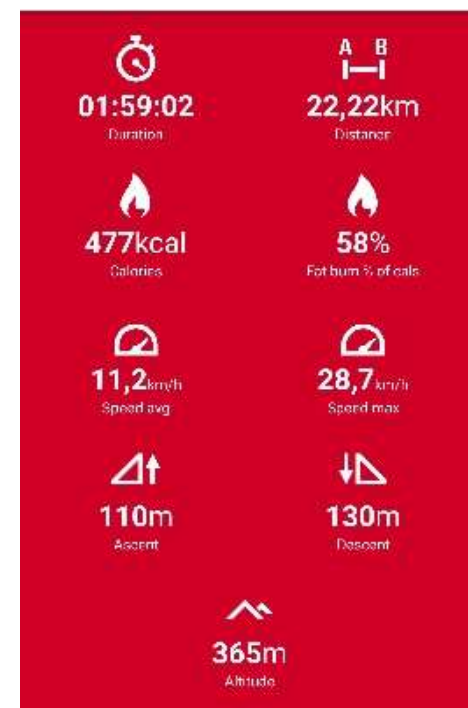 A B
01:59:02 22,22km
Duration Distance
477kcal 58%
Calories Fat burn % of cals
11,2km/h 28,7km/h
Speed avg Speed max
110m 130m
Ascent Descent
365m
Altitude